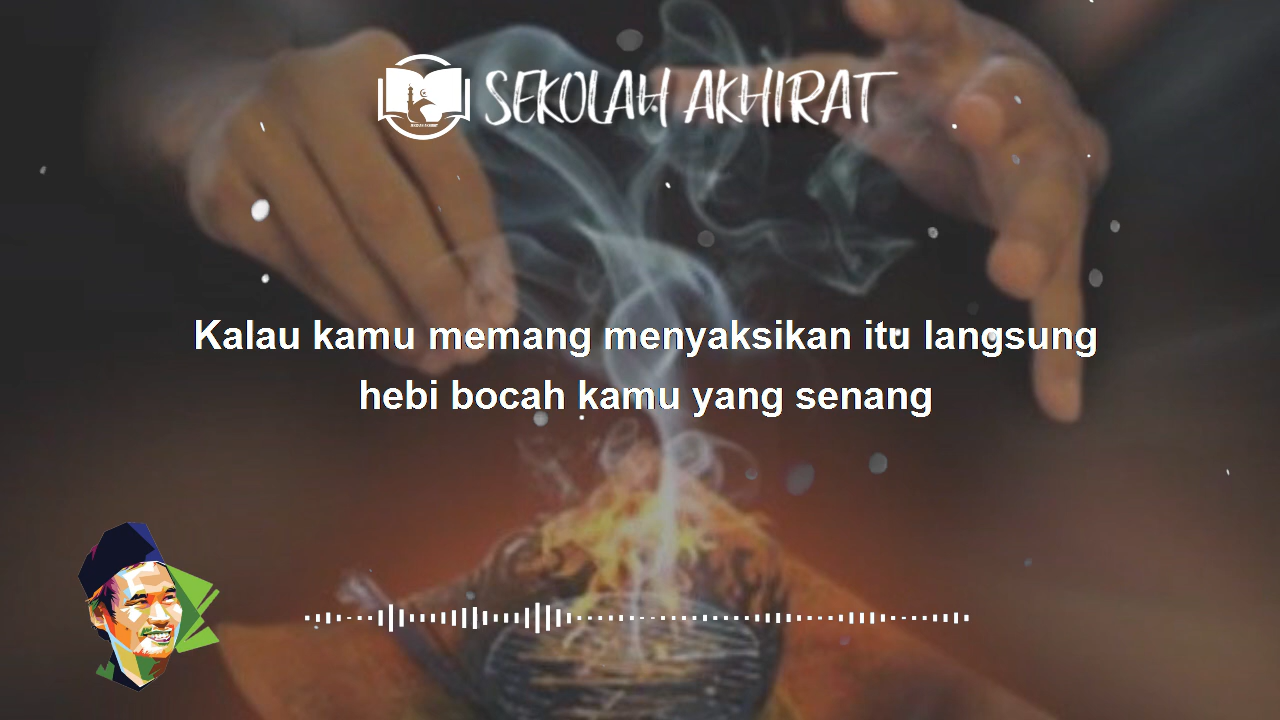 SEKOLAH AKHIRAT
Kalau kamu memang menyaksikan itu langsung
hebi bocah kamu yang senang